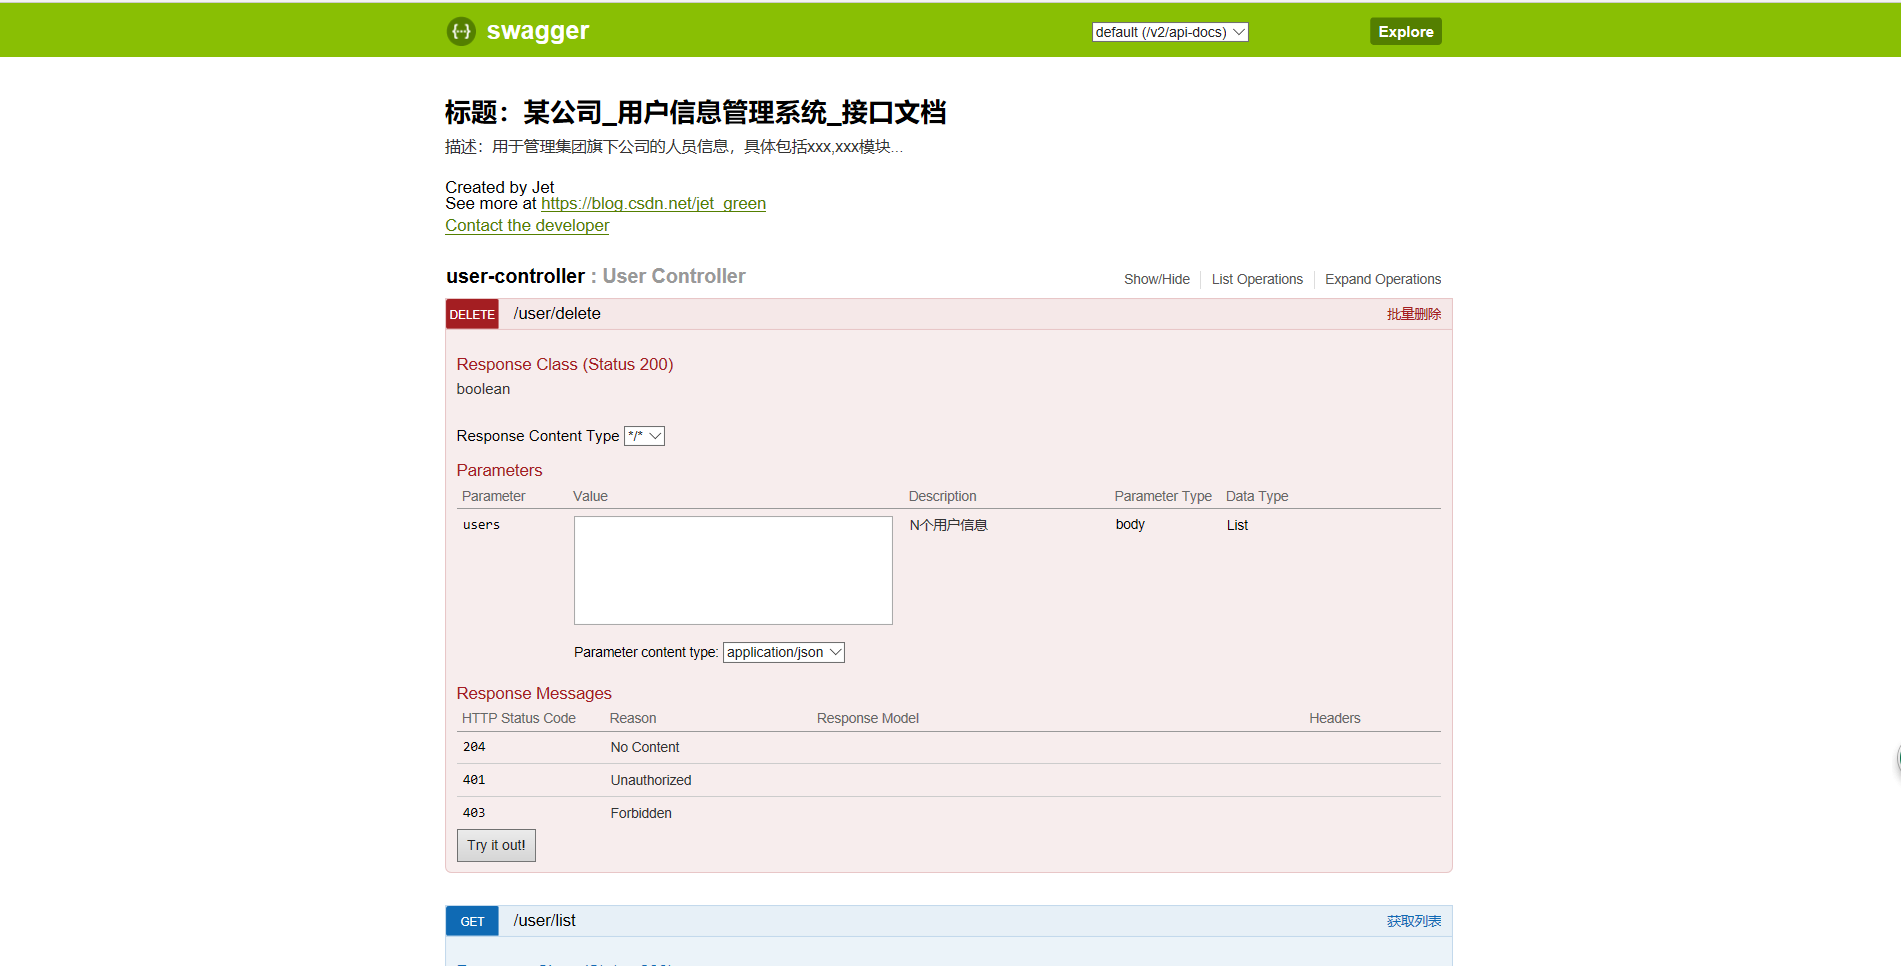 swagger
default (/v2/api-docs)
Explore
标题：某公司_用户信息管理系统_接口文档
描述：用于管理集团旗下公司的人员信息，具体包括xxx,xxx模块...
Created by Jet
See more at https://blog.csdn.net/jet_green
Contact the developer
user-controller : User Controller
Show/Hide
List Operations
Expand Operations
DELETE
/user/delete
批量删除
Response Class (Status 200)
boolean
Response Content Type */*
Parameters
Parameter Value Description Parameter Type Data Type
users N个用户信息 body List
Parameter content type: application/json
Response Messages
HTTP Status Code Reason Response Model Headers
204 No Content
401 Unauthorized
403 Forbidden
Try it out!
GET
/user/list
获取列表